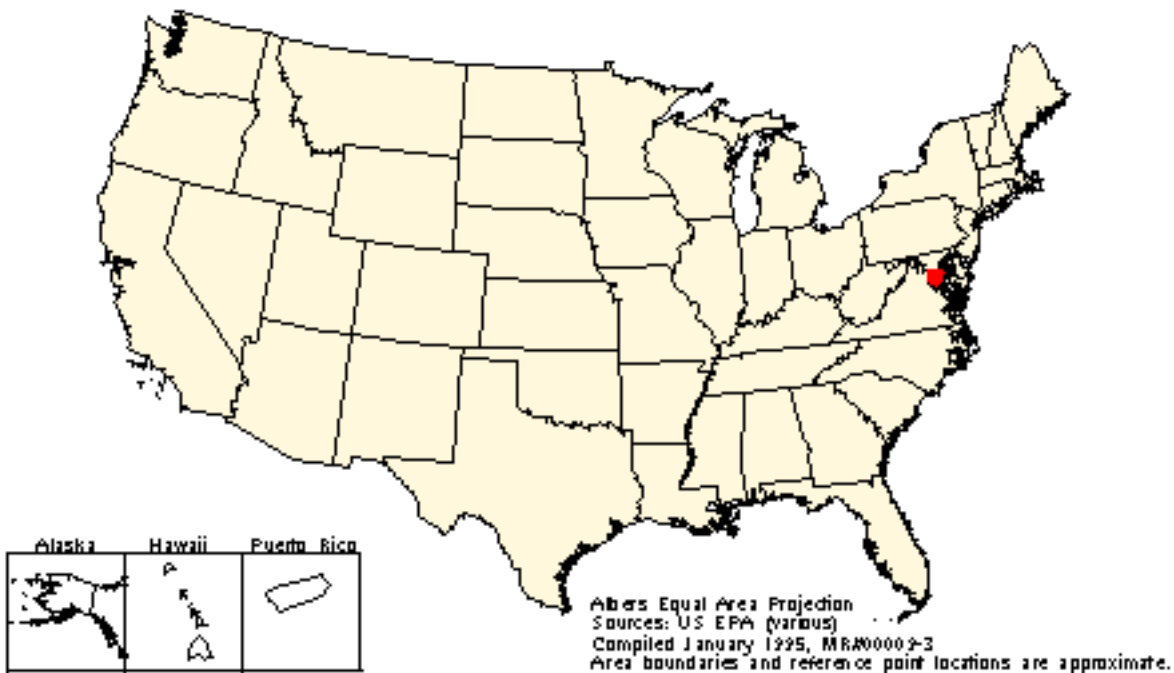 Alaska Hawaii Puerto Rico
Albers Equal Area Projection
Sources: US EPA (various)
Compiled January 1995, MR#00009-3
Area boundaries and reference point locations are approximate.